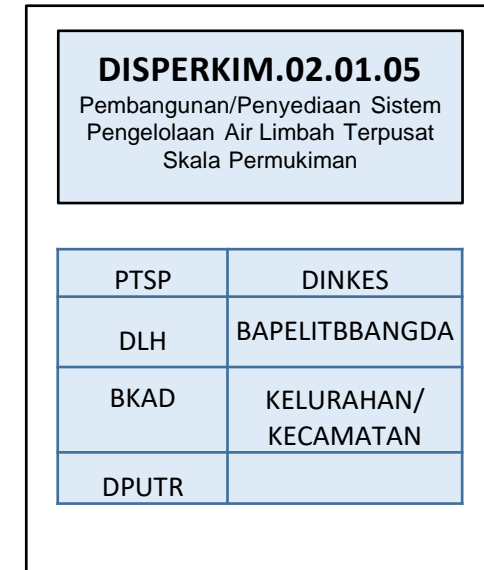 DISPERKIM.02.01.05
Pembangunan/Penyediaan Sistem
Pengelolaan Air Limbah Terpusat
Skala Permukiman
PTSP DINKES
DLH BAPELITBBANGDA
BKAD KELURAHAN/
KECAMATAN
DPUTR